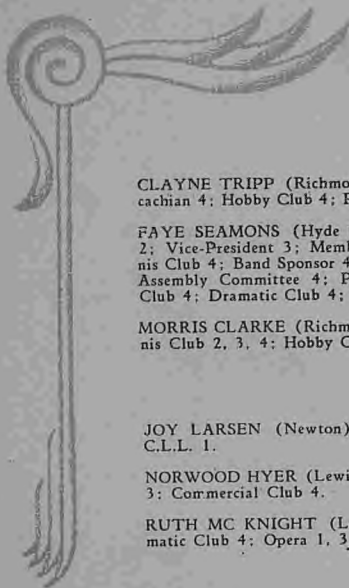 CLAYNE TRIPP (Richmo
cachian 4; Hobby Club 4;
FAYE SEAMONS (Hyde
2; Vice-President 3; Memb
nis Club 4; Band Sponsor 4
Assembly Committee 4; P
Club 4; Dramatic Club 4;
MORRIS CLARKE (Richm
nis Club 2, 3, 4; Hobby C
JOY LARSEN (Newton)
C.L.L. 1.
NORWOOD HYER (Lewi
3; Commercial Club 4.
RUTH MC KNIGHT (L
matic Club 4; Opera 1, 3